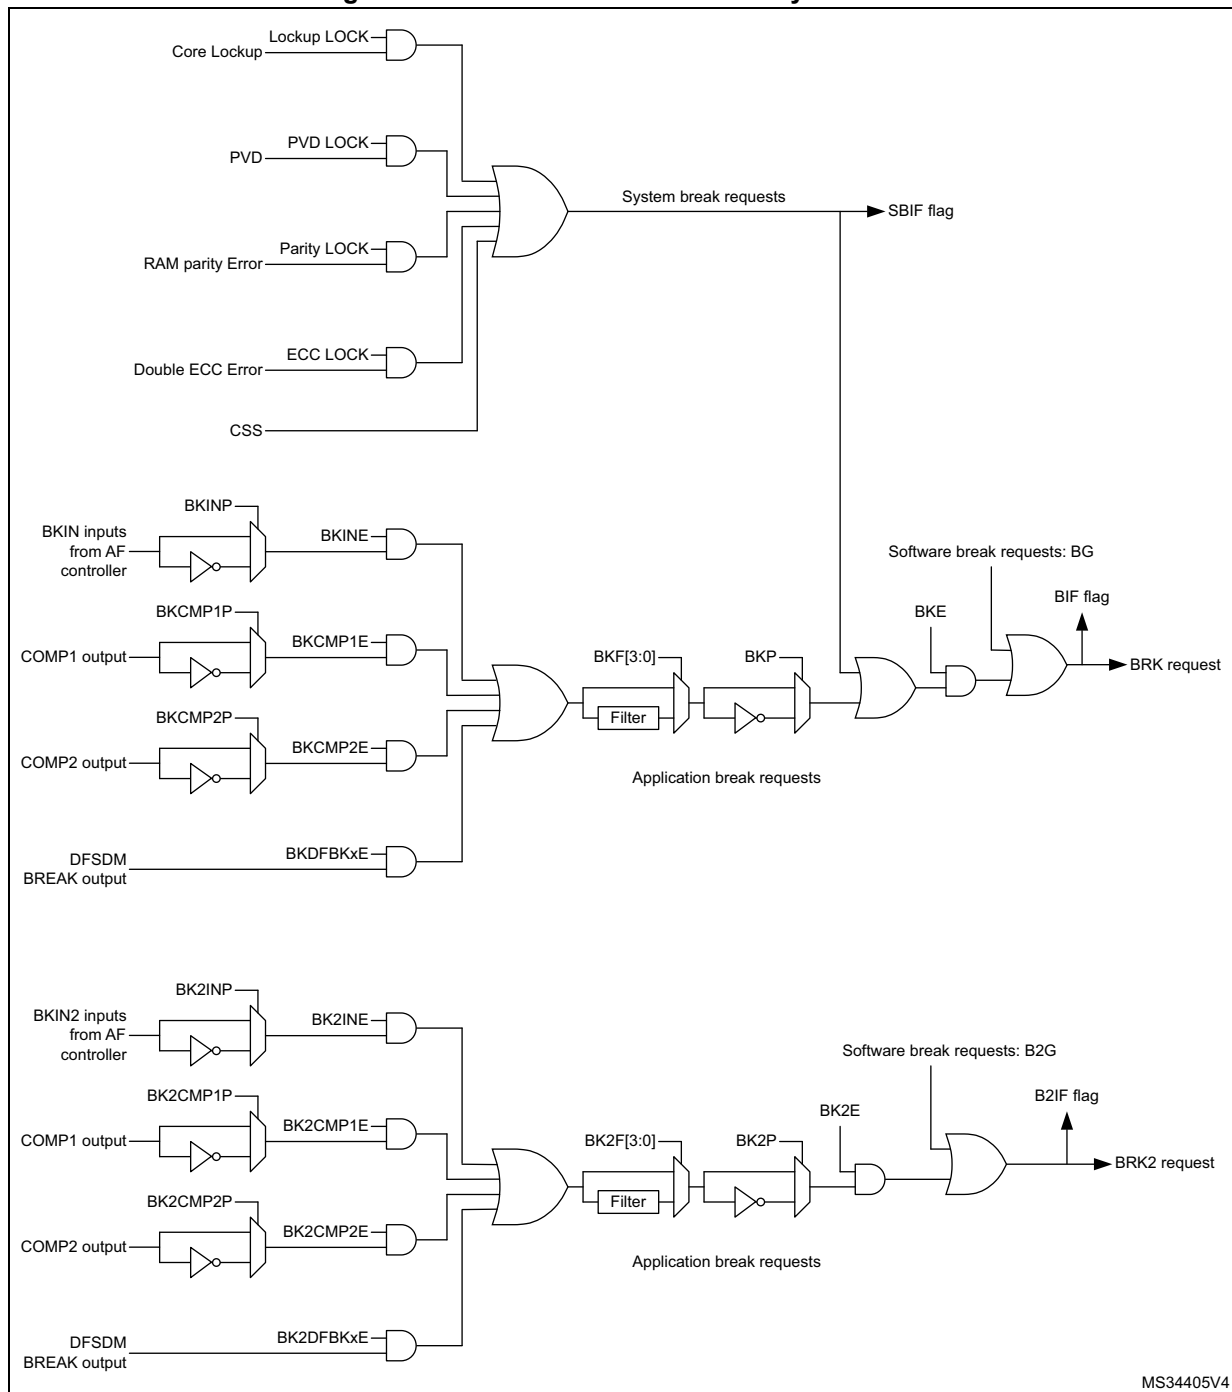 Lockup LOCK
Core Lockup
PVD LOCK
PVD
System break requests
SBIF flag
Parity LOCK
RAM parity Error
ECC LOCK
Double ECC Error
CSS
BKINP
BKIN inputs
from AF
controller
BKINE
Software break requests: BG
BIF flag
BKCMP1P
COMP1 output
BKCMP1E
BKF[3:0]
BKP
BKE
BRK request
Filter
BKCMP2P
COMP2 output
BKCMP2E
Application break requests
DFSDM
BREAK output
BKDFBKxE
BK2INP
BKIN2 inputs
from AF
controller
BK2INE
Software break requests: B2G
B2IF flag
BK2CMP1P
COMP1 output
BK2CMP1E
BK2F[3:0]
BK2P
BK2E
BRK2 request
Filter
BK2CMP2P
COMP2 output
BK2CMP2E
Application break requests
DFSDM
BREAK output
BK2DFBKxE
MS34405V4